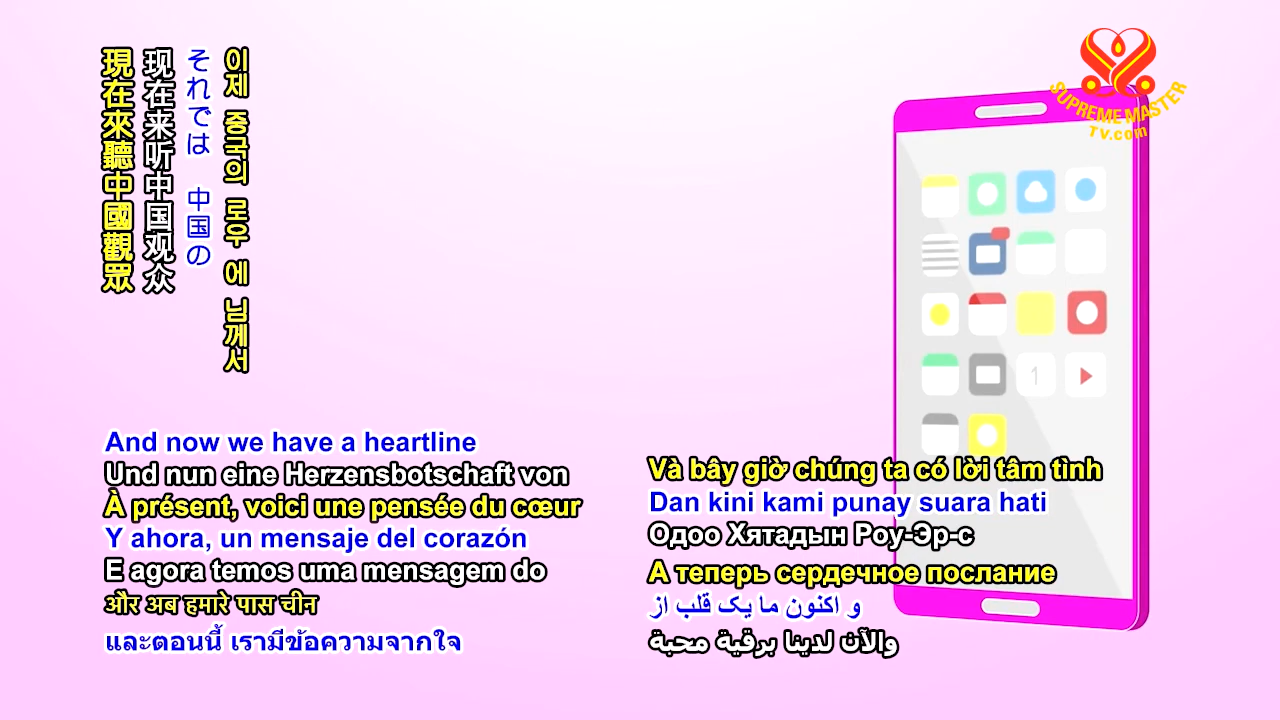 現在來聽中國觀眾
现在来听中国观众
それでは 中国の
이제 중국의 로우 에 님께서
SUPREME MASTER
TV.com
1
And now we have a heartline
Und nun eine Herzensbotschaft von
À présent, voici une pensée du cœur
Y ahora, un mensaje del corazón
E agora temos uma mensagem do
और अब हमारे पास चीन
และตอนนี้ เรามีข้อความจากใจ
Và bây giờ chúng ta có lời tâm tình
Dan kini kami punay suara hati
Одоо Хятадын Роу-Эр-с
А теперь сердечное послание
و اکنون ما یک قلب از
والآن لدينا برقية محبة